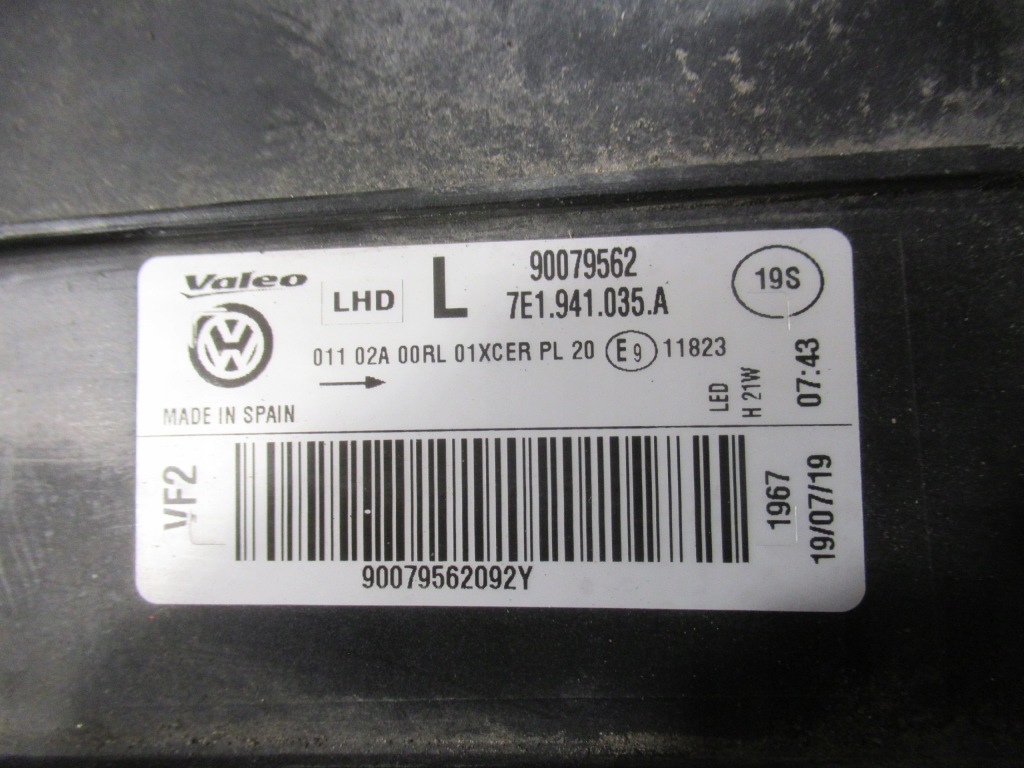 Valeo
LHD
L
90079562
7E1.941.035.A
19S
011 02A 00RL 01XCER PL 20 E9 11823
MADE IN SPAIN
LED
H 21W
07:43
VF2
1967
19/07/19
90079562092Y